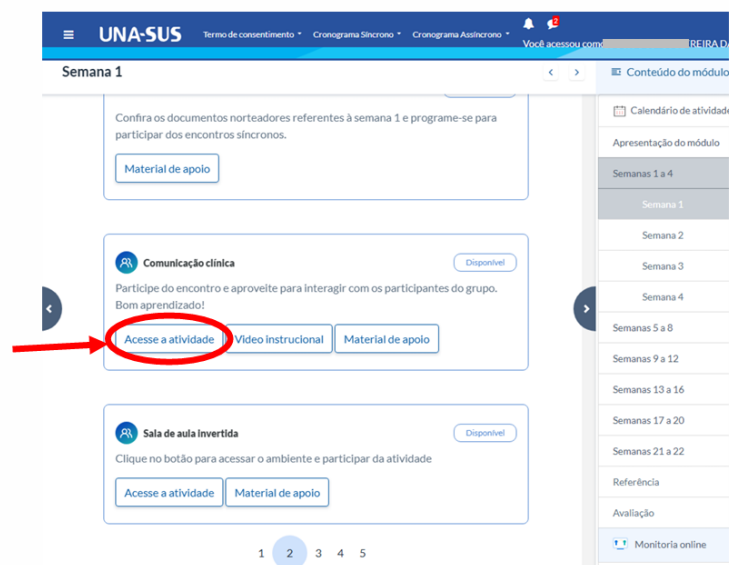 UNA-SUS
Termo de consentimento
Cronograma Síncrono
Cronograma Assíncrono
2
Você acessou como
REIRA DA
Semana 1
Confira os documentos norteadores referentes à semana 1 e programe-se para
participar dos encontros síncronos.
Material de apoio
Comunicação clínica
Disponível
Participe do encontro e aproveite para interagir com os participantes do grupo.
Bom aprendizado!
Acesse a atividade
Video instrucional
Material de apoio
Sala de aula invertida
Disponível
Clique no botão para acessar o ambiente e participar da atividade
Acesse a atividade
Material de apoio
1 2 3 4 5
Conteúdo do módulo
Calendário de atividade
Apresentação do módulo
Semanas 1 a 4
Semana 1
Semana 2
Semana 3
Semana 4
Semanas 5 a 8
Semanas 9 a 12
Semanas 13 a 16
Semanas 17 a 20
Semanas 21 a 22
Referência
Avaliação
Monitoria online